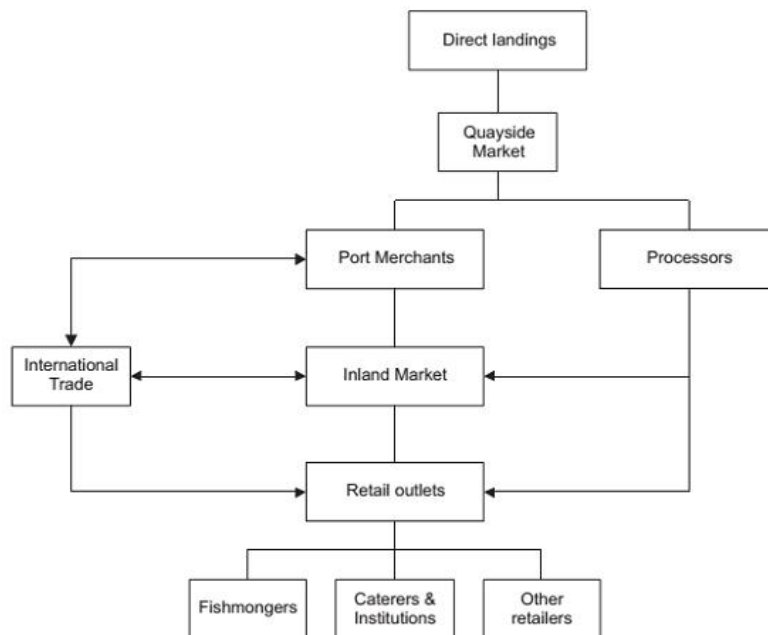 Direct landings
Quayside
Market
Port Merchants
Processors
International
Trade
Inland Market
Retail outlets
Fishmongers
Caterers &
Institutions
Other
retailers